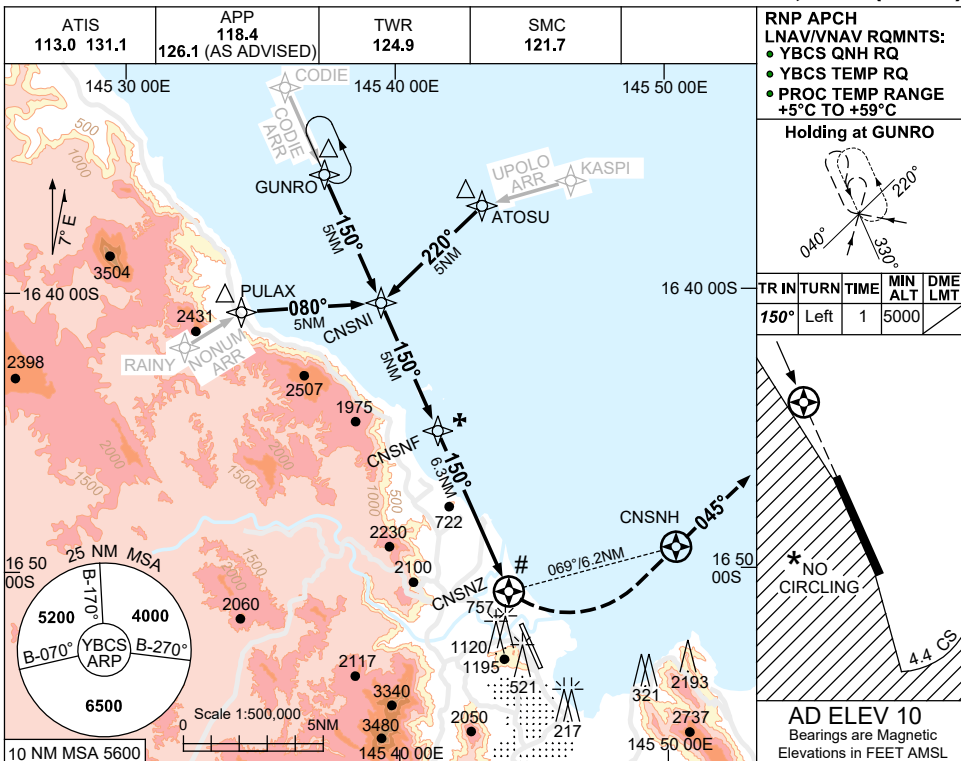 ATIS
113.0 131.1
APP
118.4
126.1 (AS ADVISED)
TWR
124.9
SMC
121.7
RNP APCH
LNAV/VNAV RQMNTS:
YBCS QNH RQ
YBCS TEMP RQ
PROC TEMP RANGE
+5°C TO +59°C
Holding at GUNRO
220°
040°
330°
TR IN TURN TIME MIN ALT DME LMT
150° Left 1 5000
*NO
CIRCLING
4.4 CS
AD ELEV 10
Bearings are Magnetic
Elevations in FEET AMSL
145 30 00E
145 40 00E
145 50 00E
CODIE
CODIE
ARR
GUNRO
UPOLO
ARR
KASPI
ATOSU
500
1000
7° E
150°
5NM
220°
5NM
3504
16 40 00S
16 40 00S
PULAX
080°
5NM
CNSNI
2431
RAINY
NONUM
ARR
2398
2507
150°
5NM
1975
CNSNF
2000
1500
1500
150°
6.3NM
1000
500
722
CNSNH
045°
2230
2100
#
069°/6.2NM
16 50
00S
16 50
00S
CNSNZ
25 NM MSA
B-170°
5200
4000
B-070°
YBCS
ARP
B-270°
6500
1500
2000
2060
757
1120
1195
521
217
2117
3340
3480
2050
321
2193
2737
Scale 1:500,000
0
5NM
10 NM MSA 5600
145 40 00E
145 50 00E